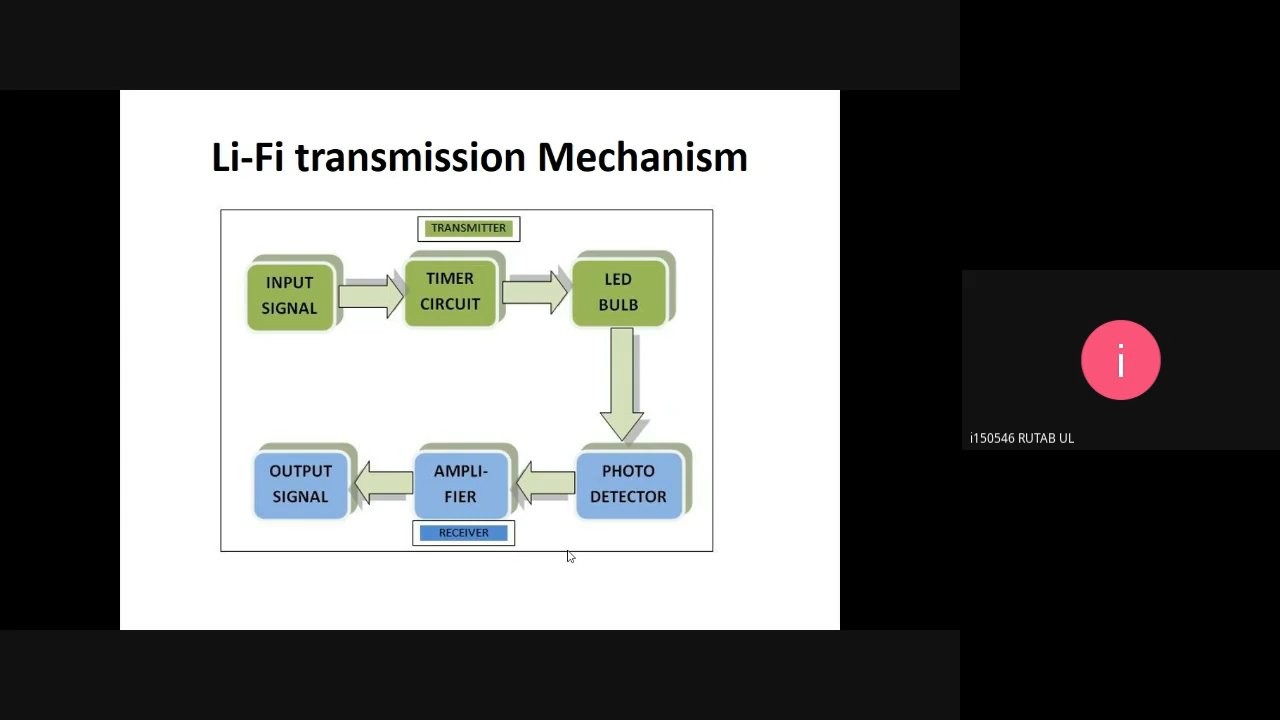 Li-Fi transmission Mechanism
TRANSMITTER
INPUT
SIGNAL
TIMER
CIRCUIT
LED
BULB
OUTPUT
SIGNAL
AMPLI-
FIER
PHOTO
DETECTOR
RECEIVER
i
i150546 RUTAB UL